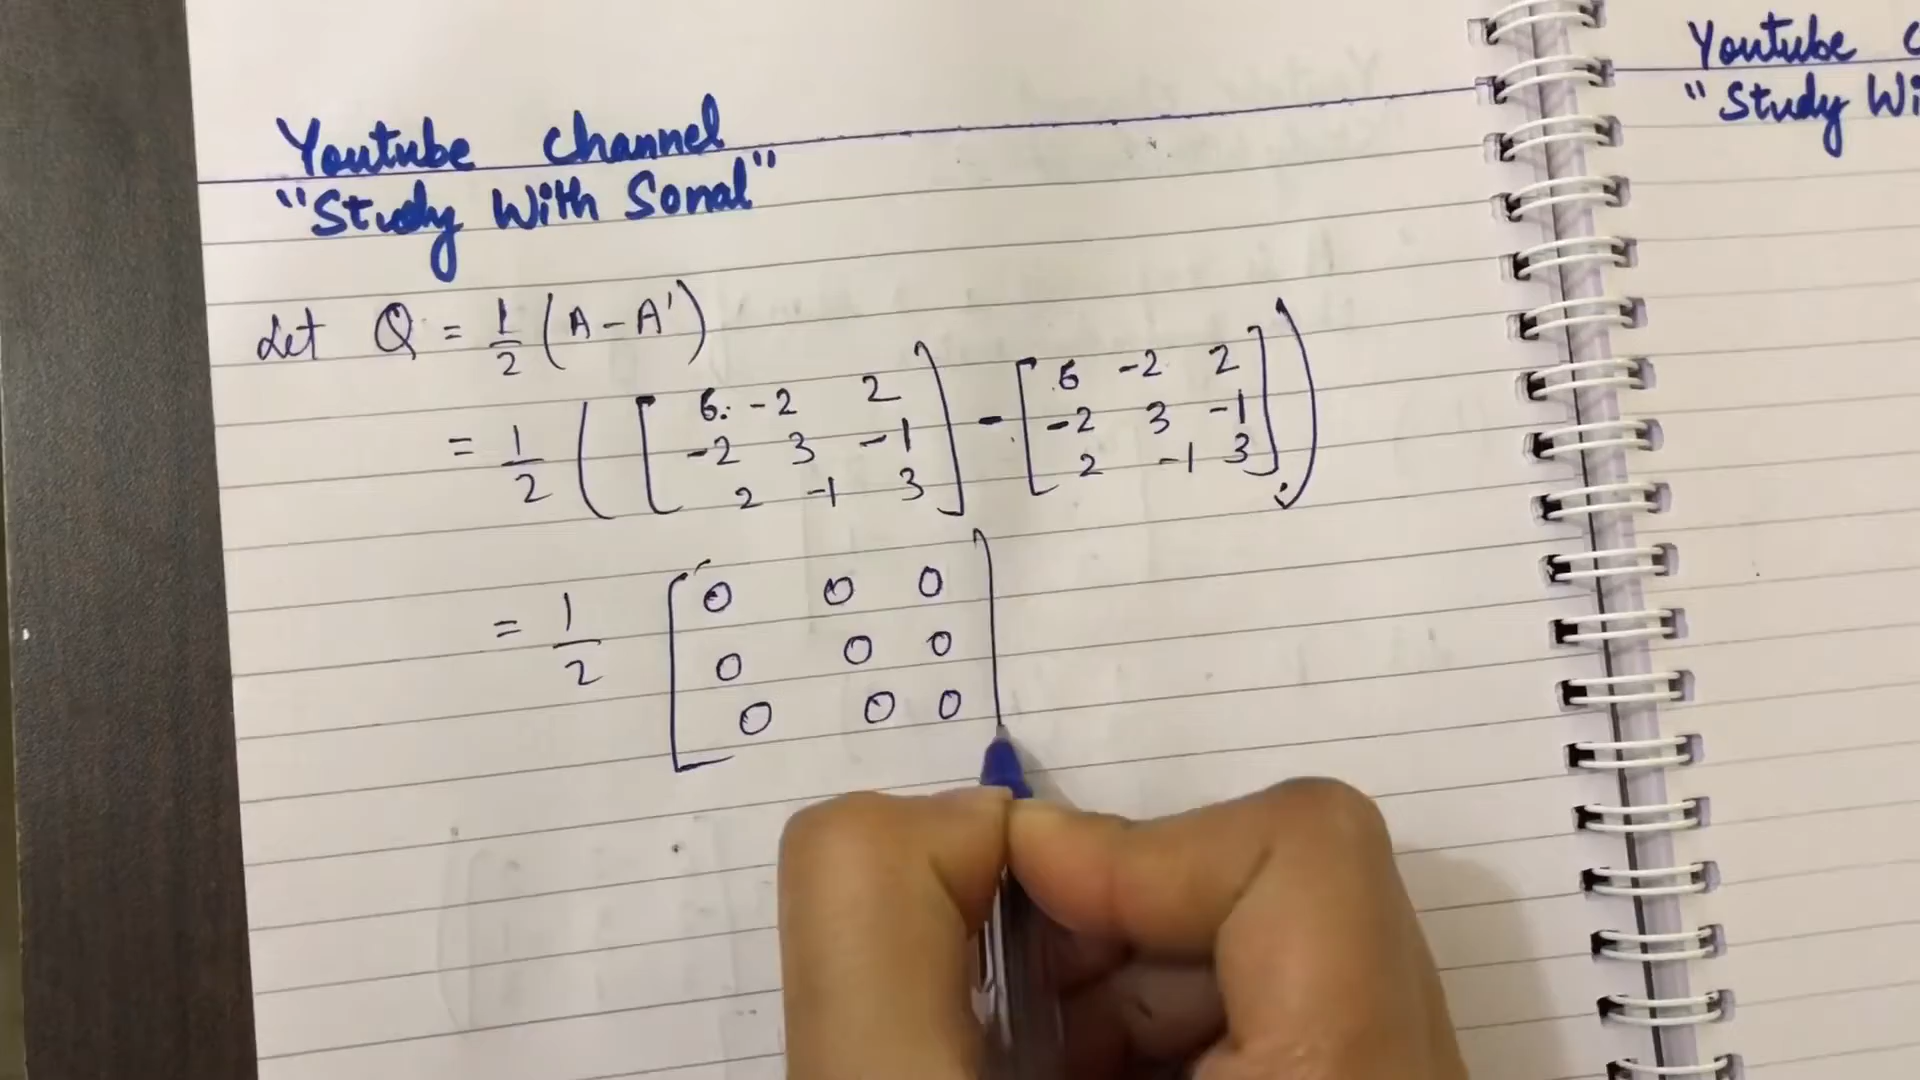 Youtube Channel
"Study With Sonal"
Let Q = 1/2 (A - A')
= 1/2 ( [ 6. -2 2
-2 3 -1
2 -1 3 ] - [ 6 -2 2
-2 3 -1
2 -1 3 ] )
= 1/2 [ 0 0 0
0 0 0
0 0 0 ]
Youtube
"Study Wi